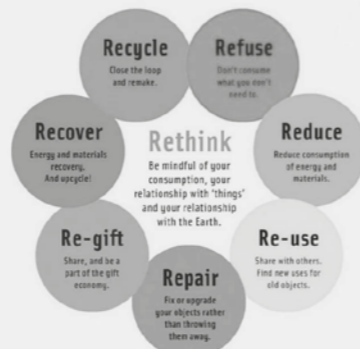 Recycle
Close the loop
and remake.
Refuse
Don't consume
what you don't
need to.
Recover
Energy and materials
recovery.
And upcycle!
Rethink
Be mindful of your
consumption, your
relationship with 'things'
and your relationship
with the Earth.
Reduce
Reduce consumption
of energy and
materials.
Re-gift
Share, and be a
part of the gift
economy.
Re-use
Share with others.
Find new uses for
old objects.
Repair
Fix or upgrade
your objects rather
than throwing
them away.